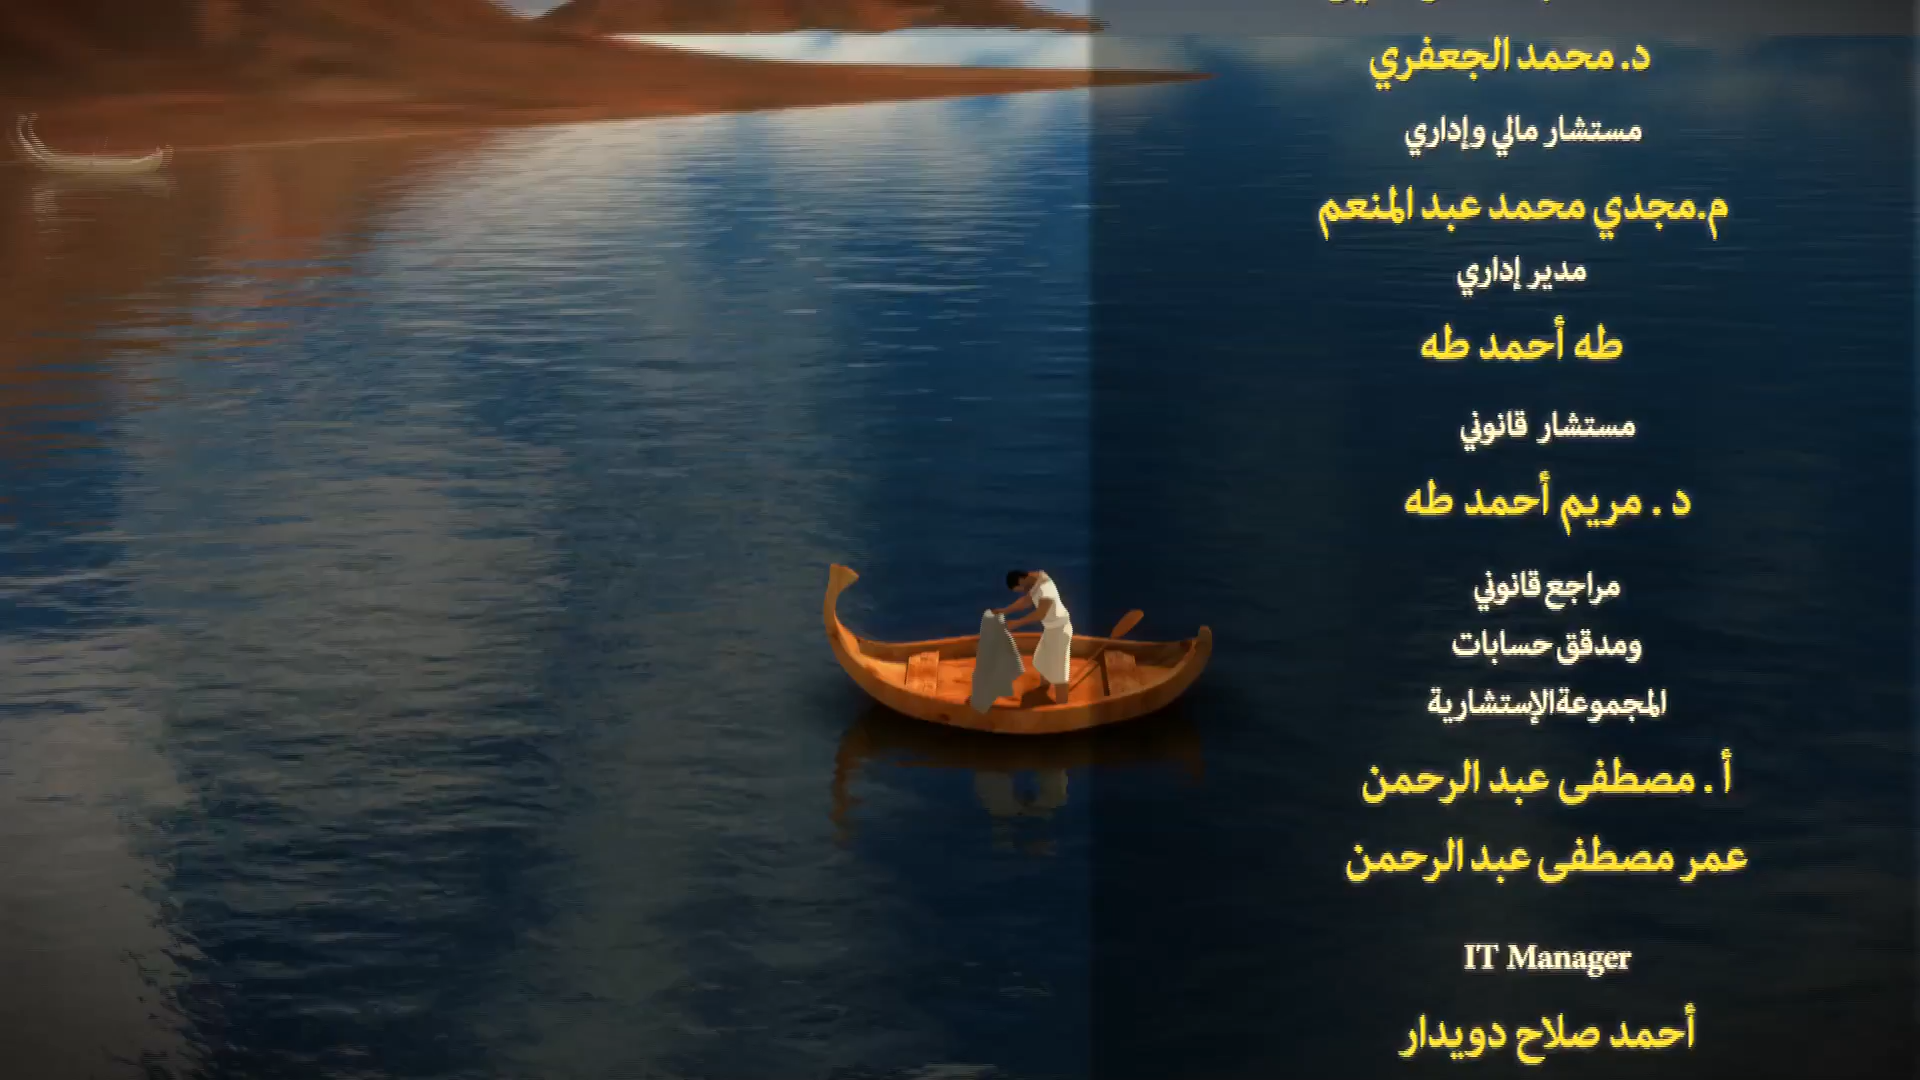 د. محمد الجعفري
مستشار مالي وإداري
م.مجدي محمد عبد المنعم
مدير إداري
طه أحمد طه
مستشار قانوني
د . مريم أحمد طه
مراجع قانوني
ومدقق حسابات
المجموعةالإستشارية
أ . مصطفى عبد الرحمن
عمر مصطفى عبد الرحمن
IT Manager
أحمد صلاح دويدار